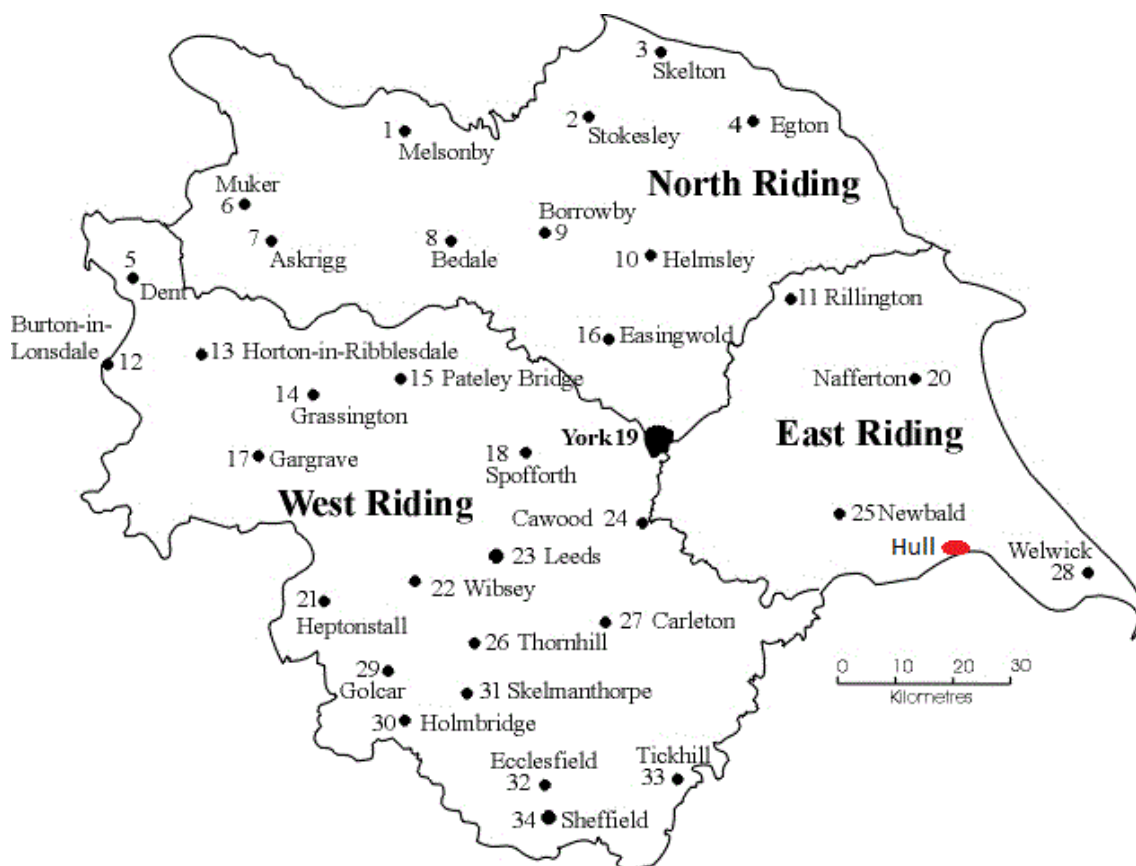 3
Skelton
2
Stokesley
4
Egton
1
Melsonby
North Riding
Muker
6
Borrowby
9
7
Askrigg
8
Bedale
10
Helmsley
5
Dent
11 Rillington
Burton-in-
Lonsdale
12
16
Easingwold
13 Horton-in-Ribblesdale
15 Pateley Bridge
14
Grassington
Nafferton
20
York19
East Riding
17
Gargrave
18
Spofforth
West Riding
Cawood 24
25 Newbald
Hull
23 Leeds
Welwick
28
22 Wibsey
21
Heptonstall
27 Carleton
26 Thornhill
29
Golcar
31 Skelmanthorpe
0 10 20 30
Kilometres
30
Holmbridge
Ecclesfield
32
Tickhill
33
34
Sheffield